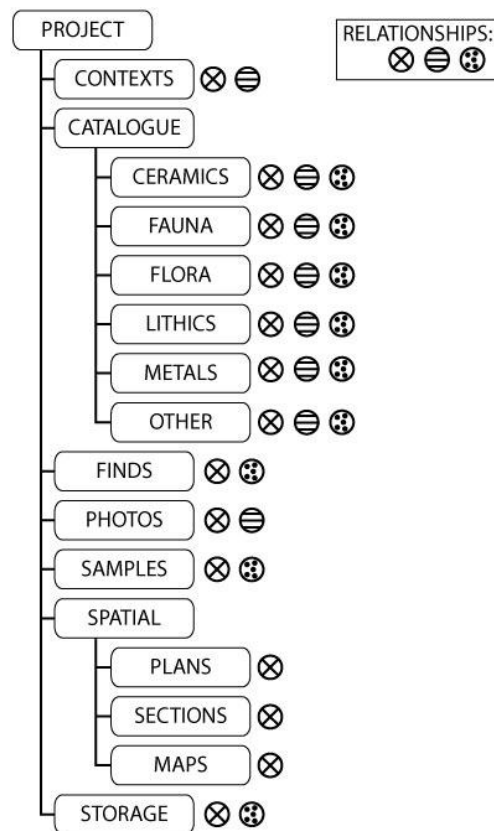 PROJECT
RELATIONSHIPS:
CONTEXTS
CATALOGUE
CERAMICS
FAUNA
FLORA
LITHICS
METALS
OTHER
FINDS
PHOTOS
SAMPLES
SPATIAL
PLANS
SECTIONS
MAPS
STORAGE